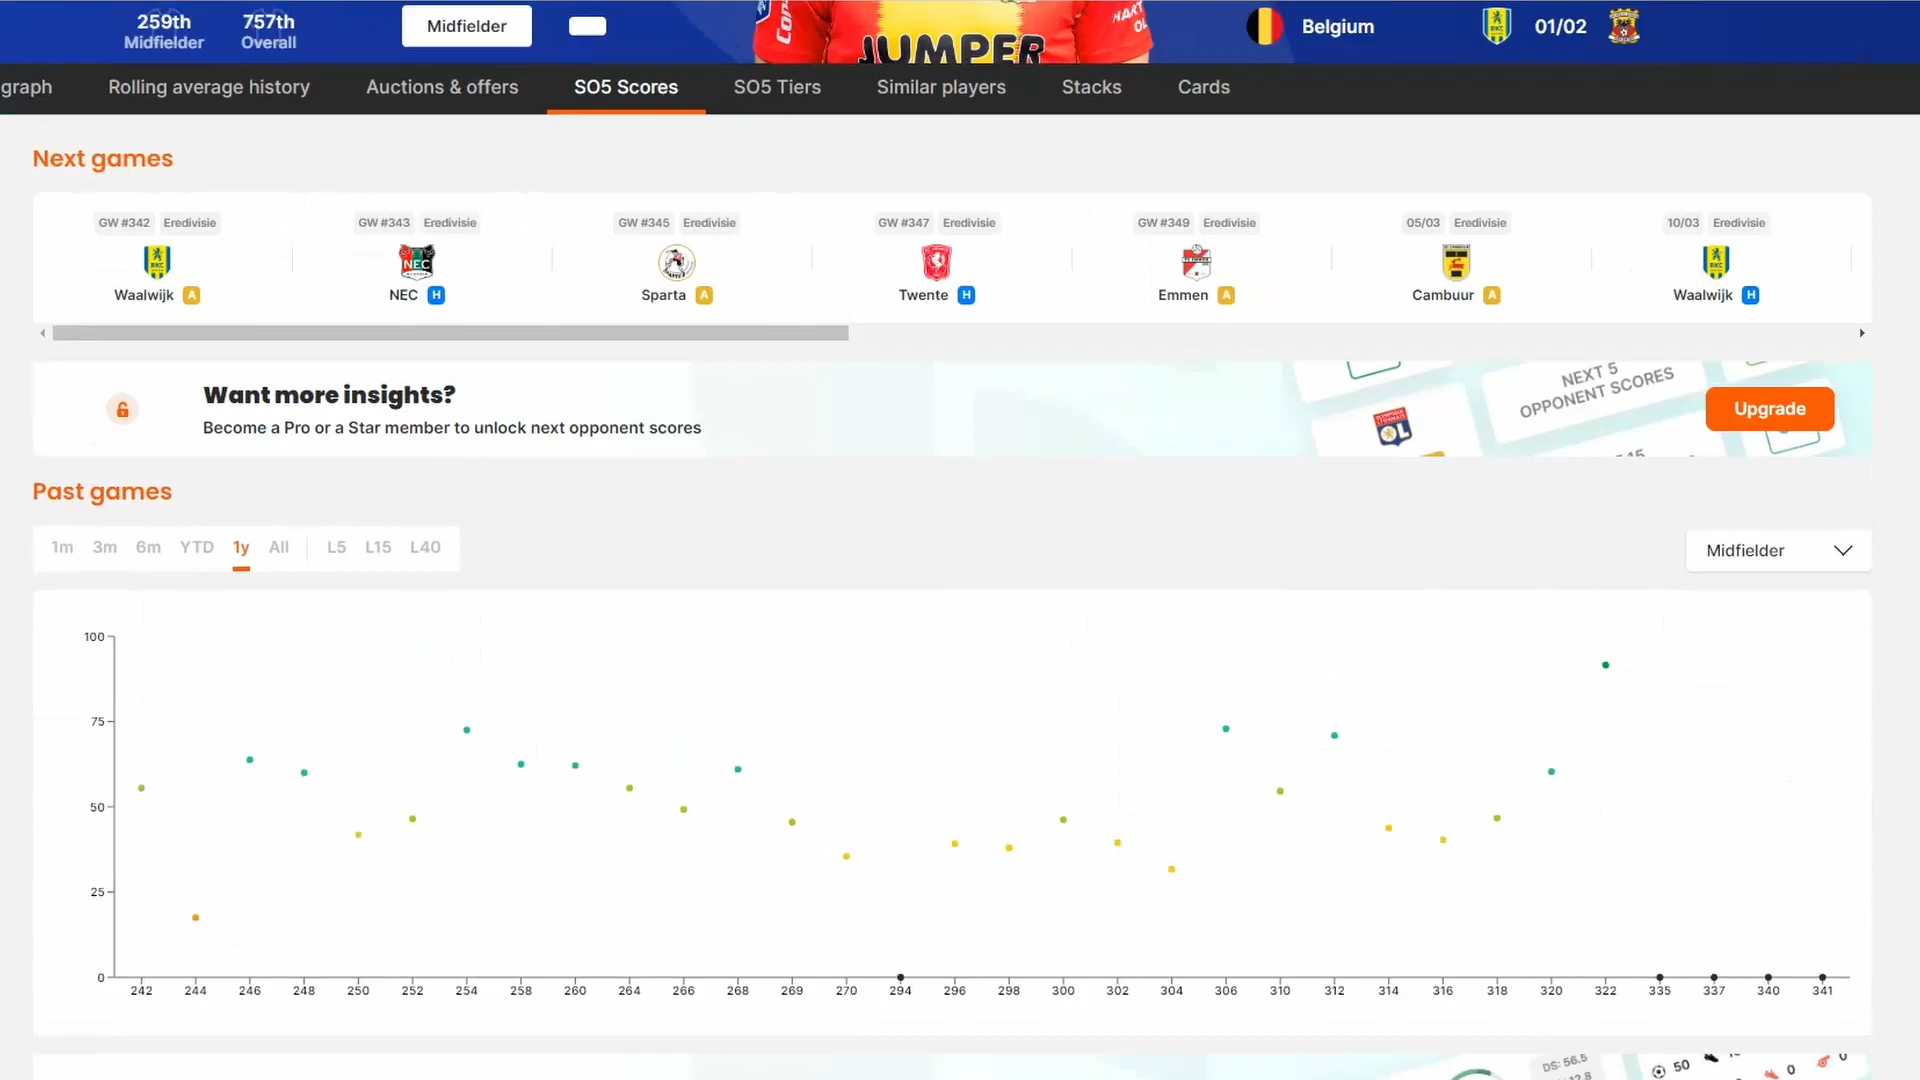 259th
Midfielder
757th
Overall
Midfielder
JUMPER
Belgium
01/02
graph
Rolling average history
Auctions & offers
SO5 Scores
SO5 Tiers
Similar players
Stacks
Cards
Next games
GW #342 Eredivisie
Waalwijk A
GW #343 Eredivisie
NEC H
GW #345 Eredivisie
Sparta A
GW #347 Eredivisie
Twente H
GW #349 Eredivisie
Emmen A
05/03 Eredivisie
Cambuur A
10/03 Eredivisie
Waalwijk H
Want more insights?
Become a Pro or a Star member to unlock next opponent scores
NEXT 5
OPPONENT SCORES
Upgrade
Past games
1m 3m 6m YTD 1y All L5 L15 L40
Midfielder
100
75
50
25
0
242 244 246 248 250 252 254 258 260 264 266 268 269 270 294 296 298 300 302 304 306 310 312 314 316 318 320 322 335 337 340 341
DS: 56.5
50
0
0